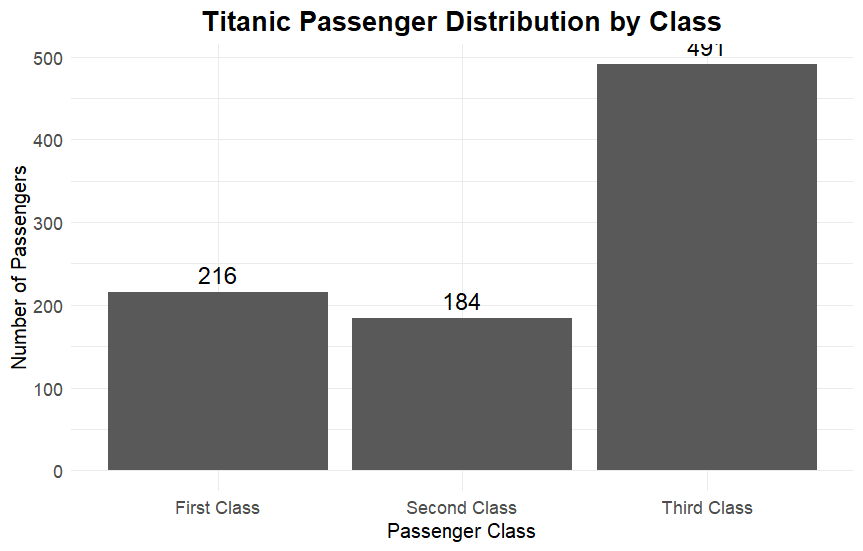 Titanic Passenger Distribution by Class
491
500
400
300
216
200
184
100
0
Number of Passengers
First Class Second Class Third Class
Passenger Class